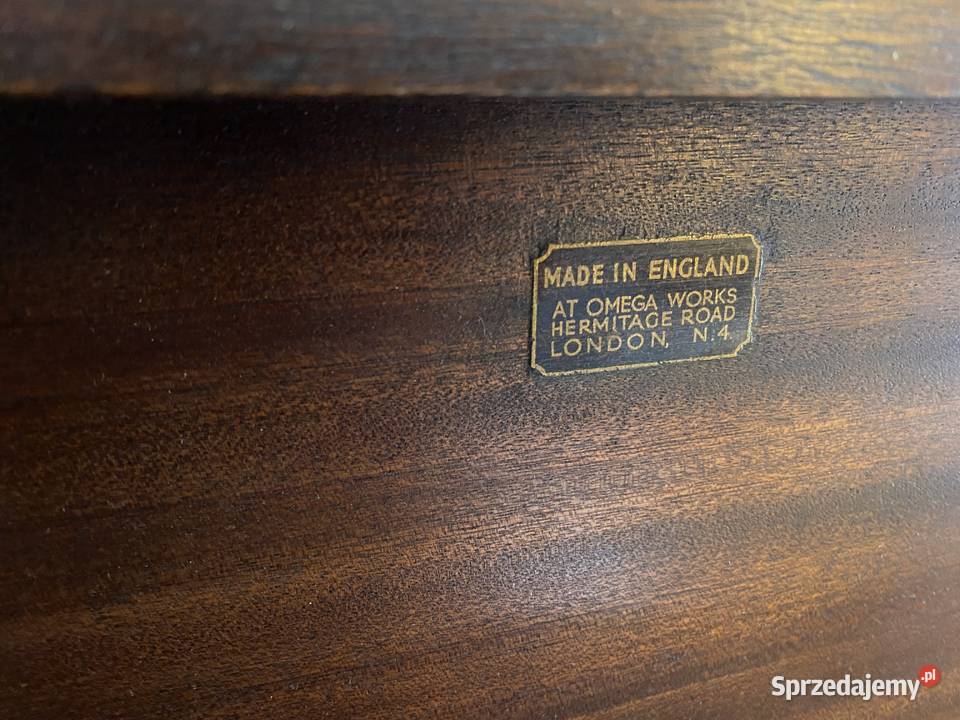 MADE IN ENGLAND
AT OMEGA WORKS
HERMITAGE ROAD
LONDON, N.4.
Sprzedajemy.pl